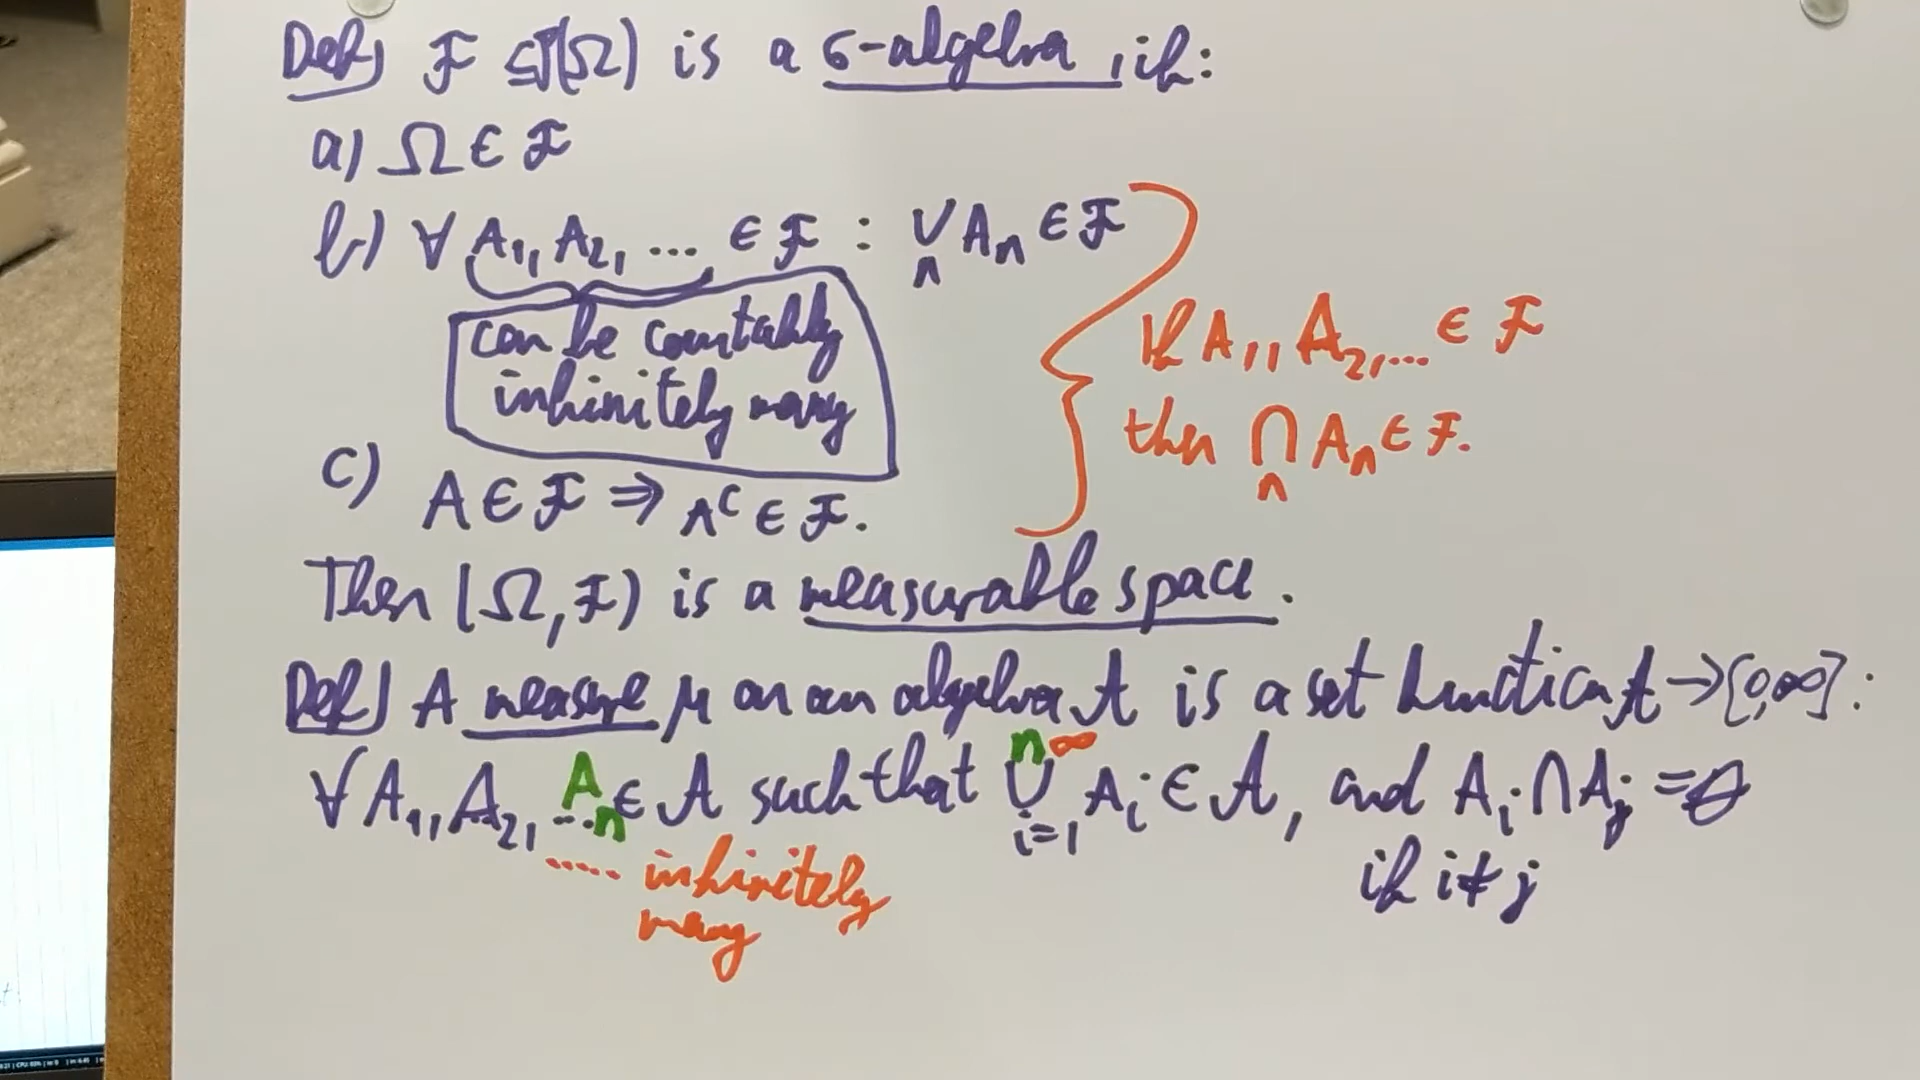 Def) F ⊆ P(Ω) is a σ-algebra, if:
a) Ω ∈ F
b) ∀ A₁, A₂, ... ∈ F : ∪ₙ Aₙ ∈ F
can be countably
infinitely many
If A₁, A₂, ... ∈ F
then ∩ₙ Aₙ ∈ F.
c) A ∈ F ⇒ Aᶜ ∈ F.
Then (Ω, F) is a measurable space.
Def) A measure μ on an algebra A is a set function A → [0,∞] :
∀ A₁, A₂, ... Aₙ ∈ A such that ∪ᵢ₌₁ⁿ ∞ Aᵢ ∈ A, and Aᵢ ∩ Aⱼ = ∅
if i ≠ j
..... infinitely
many